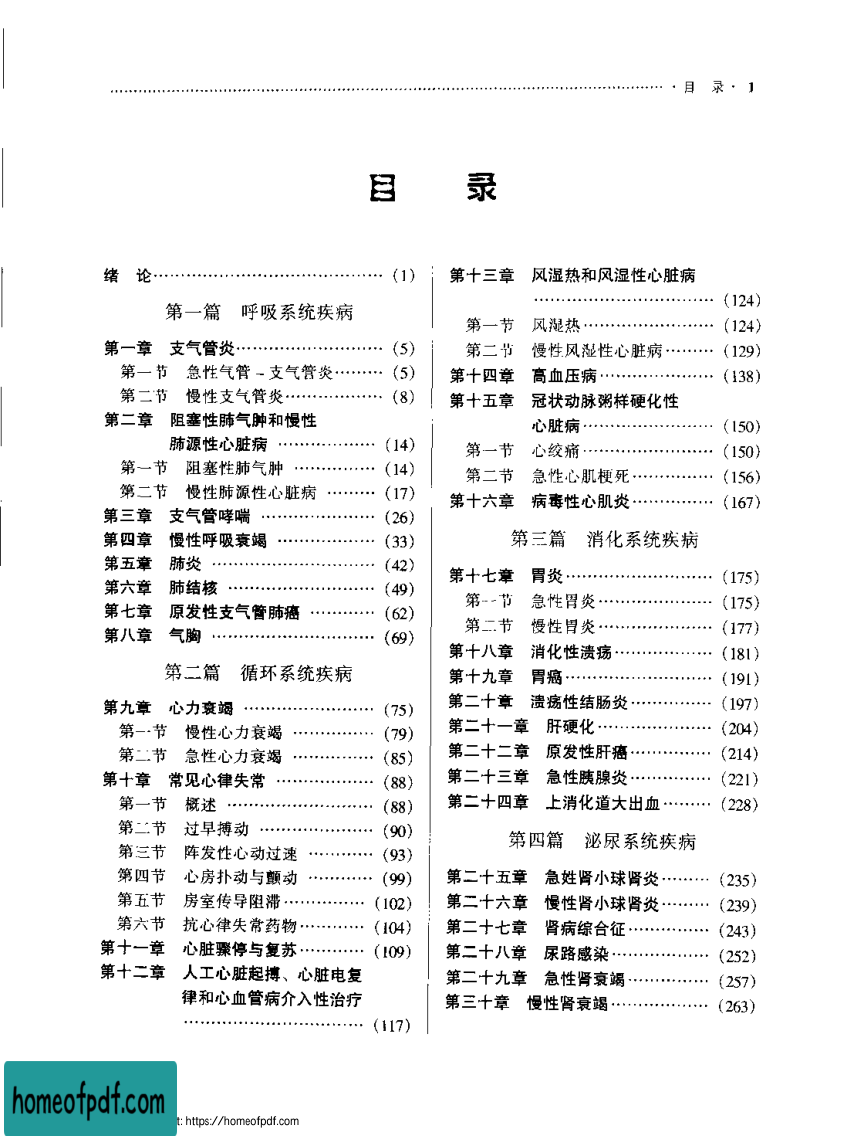 ·目 录· 1
目 录
绪 论……………………………………(1)
第一篇 呼吸系统疾病
第一章 支气管炎………………………(5)
第一节 急性气管－支气管炎………(5)
第二节 慢性支气管炎………………(8)
第二章 阻塞性肺气肿和慢性
肺源性心脏病………………(14)
第一节 阻塞性肺气肿……………(14)
第二节 慢性肺源性心脏病………(17)
第三章 支气管哮喘…………………(26)
第四章 慢性呼吸衰竭………………(33)
第五章 肺炎…………………………(42)
第六章 肺结核………………………(49)
第七章 原发性支气管肺癌…………(62)
第八章 气胸…………………………(69)
第二篇 循环系统疾病
第九章 心力衰竭……………………(75)
第一节 慢性心力衰竭……………(79)
第二节 急性心力衰竭……………(85)
第十章 常见心律失常………………(88)
第一节 概述………………………(88)
第二节 过早搏动…………………(90)
第三节 阵发性心动过速…………(93)
第四节 心房扑动与颤动…………(99)
第五节 房室传导阻滞……………(102)
第六节 抗心律失常药物…………(104)
第十一章 心脏骤停与复苏…………(109)
第十二章 人工心脏起搏、心脏电复
律和心血管病介入性治疗
……………………………(117)
第十三章 风湿热和风湿性心脏病
……………………………(124)
第一节 风湿热……………………(124)
第二节 慢性风湿性心脏病………(129)
第十四章 高血压病…………………(138)
第十五章 冠状动脉粥样硬化性
心脏病……………………(150)
第一节 心绞痛……………………(150)
第二节 急性心肌梗死……………(156)
第十六章 病毒性心肌炎……………(167)
第三篇 消化系统疾病
第十七章 胃炎………………………(175)
第一节 急性胃炎…………………(175)
第二节 慢性胃炎…………………(177)
第十八章 消化性溃疡………………(181)
第十九章 胃癌………………………(191)
第二十章 溃疡性结肠炎……………(197)
第二十一章 肝硬化…………………(204)
第二十二章 原发性肝癌……………(214)
第二十三章 急性胰腺炎……………(221)
第二十四章 上消化道大出血………(228)
第四篇 泌尿系统疾病
第二十五章 急姓肾小球肾炎………(235)
第二十六章 慢性肾小球肾炎………(239)
第二十七章 肾病综合征……………(243)
第二十八章 尿路感染………………(252)
第二十九章 急性肾衰竭……………(257)
第三十章 慢性肾衰竭………………(263)
homeofpdf.com
t: https://homeofpdf.com